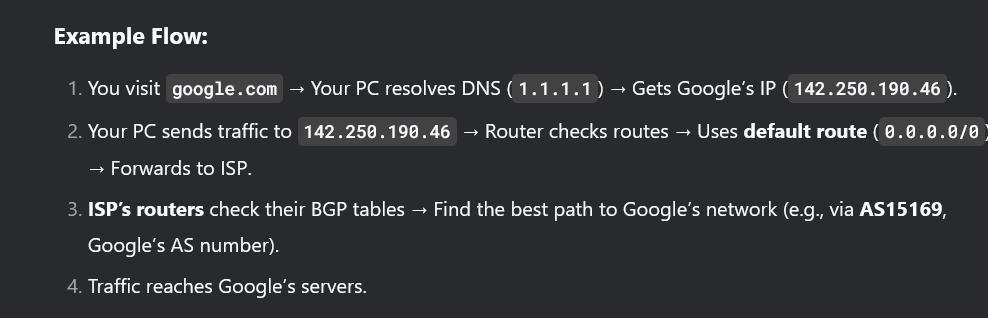 Example Flow:
1. You visit google.com → Your PC resolves DNS (1.1.1.1) → Gets Google’s IP (142.250.190.46).
2. Your PC sends traffic to 142.250.190.46 → Router checks routes → Uses default route (0.0.0.0/0)
→ Forwards to ISP.
3. ISP’s routers check their BGP tables → Find the best path to Google’s network (e.g., via AS15169,
Google’s AS number).
4. Traffic reaches Google’s servers.